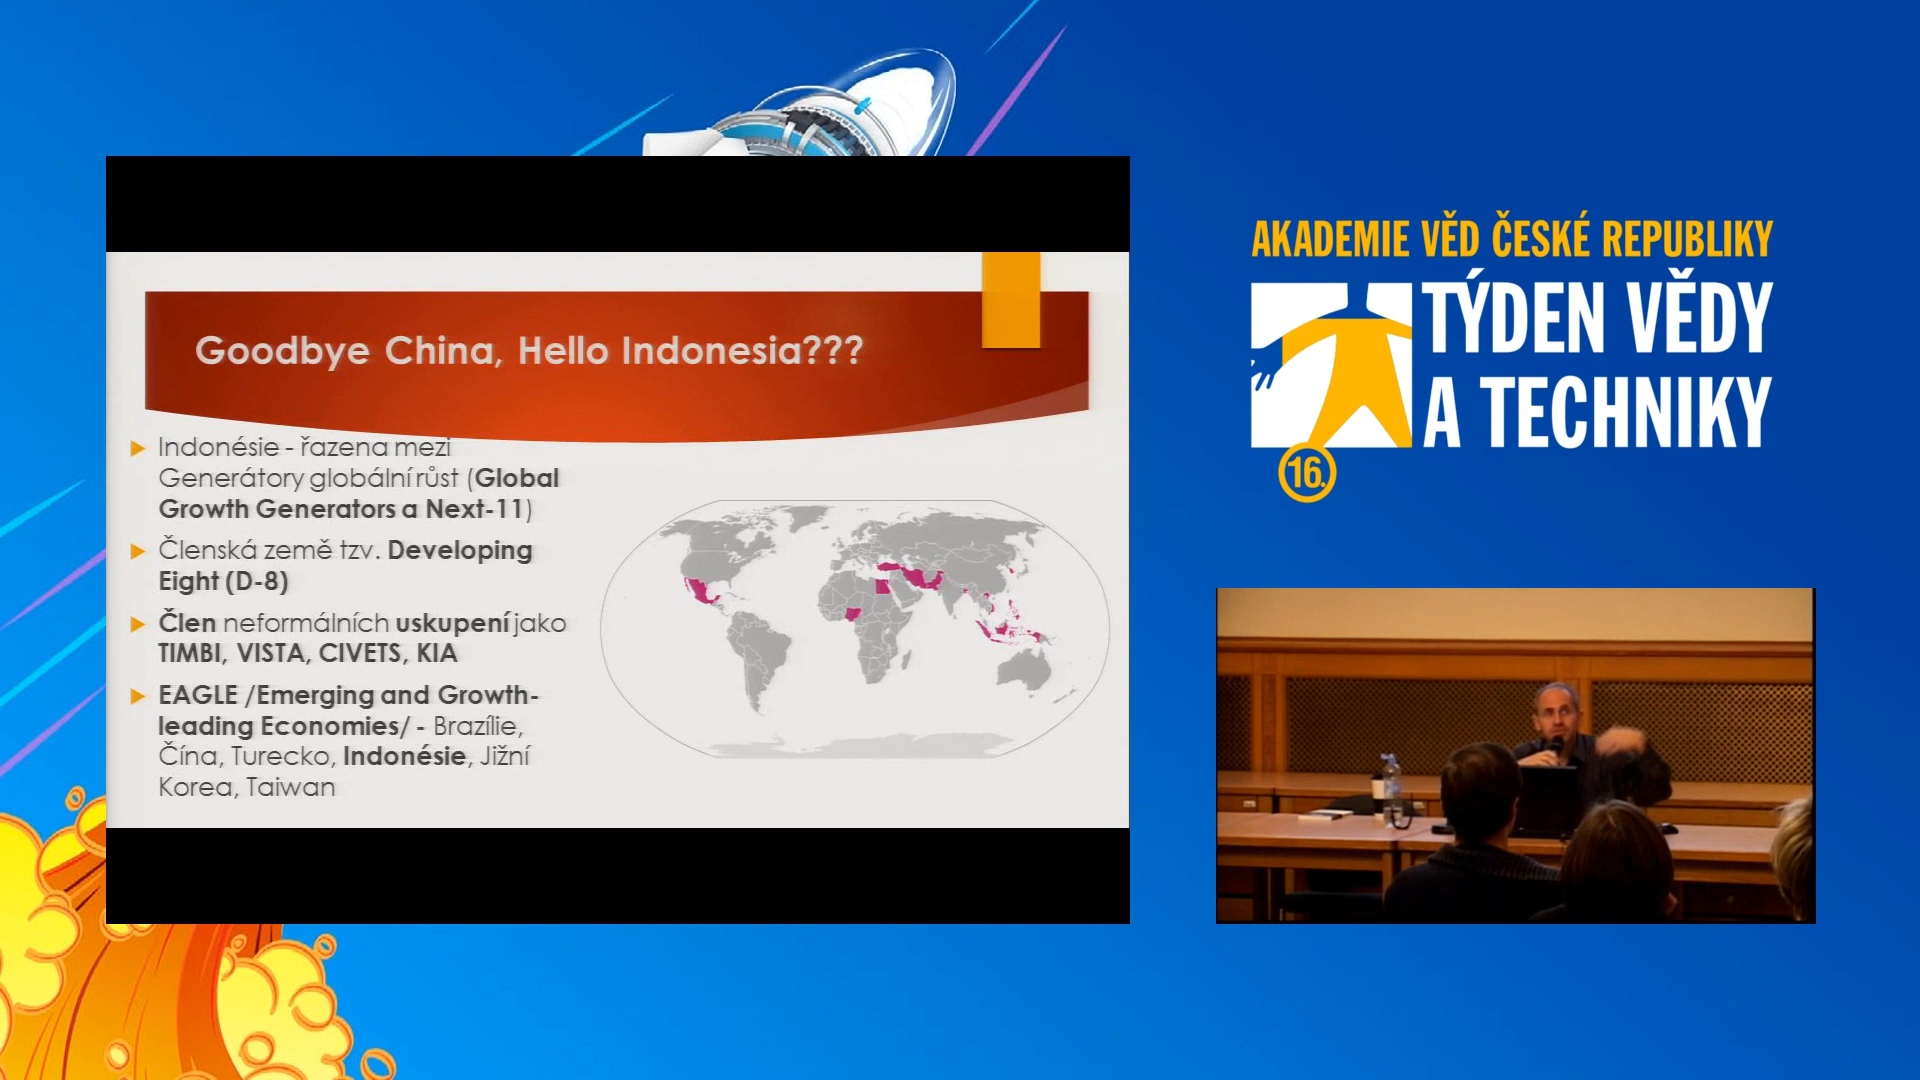 Goodbye China, Hello Indonesia???
Indonésie - řazena mezi
Generátory globální růst (Global
Growth Generators a Next-11)
Členská země tzv. Developing
Eight (D-8)
Člen neformálních uskupení jako
TIMBI, VISTA, CIVETS, KIA
EAGLE /Emerging and Growth-
leading Economies/ - Brazílie,
Čína, Turecko, Indonésie, Jižní
Korea, Taiwan
AKADEMIE VĚD ČESKÉ REPUBLIKY
TÝDEN VĚDY
A TECHNIKY
16.